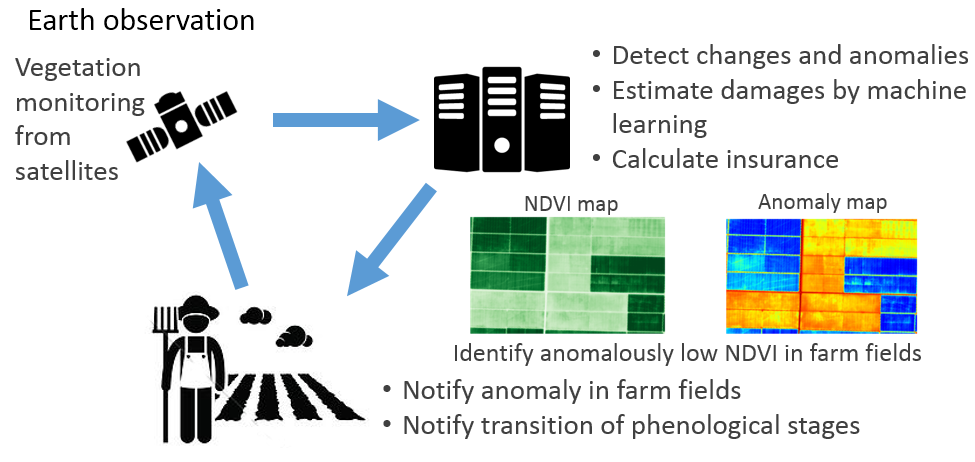 Earth observation
Vegetation
monitoring
from
satellites
• Detect changes and anomalies
• Estimate damages by machine
learning
• Calculate insurance
NDVI map
Anomaly map
Identify anomalously low NDVI in farm fields
• Notify anomaly in farm fields
• Notify transition of phenological stages